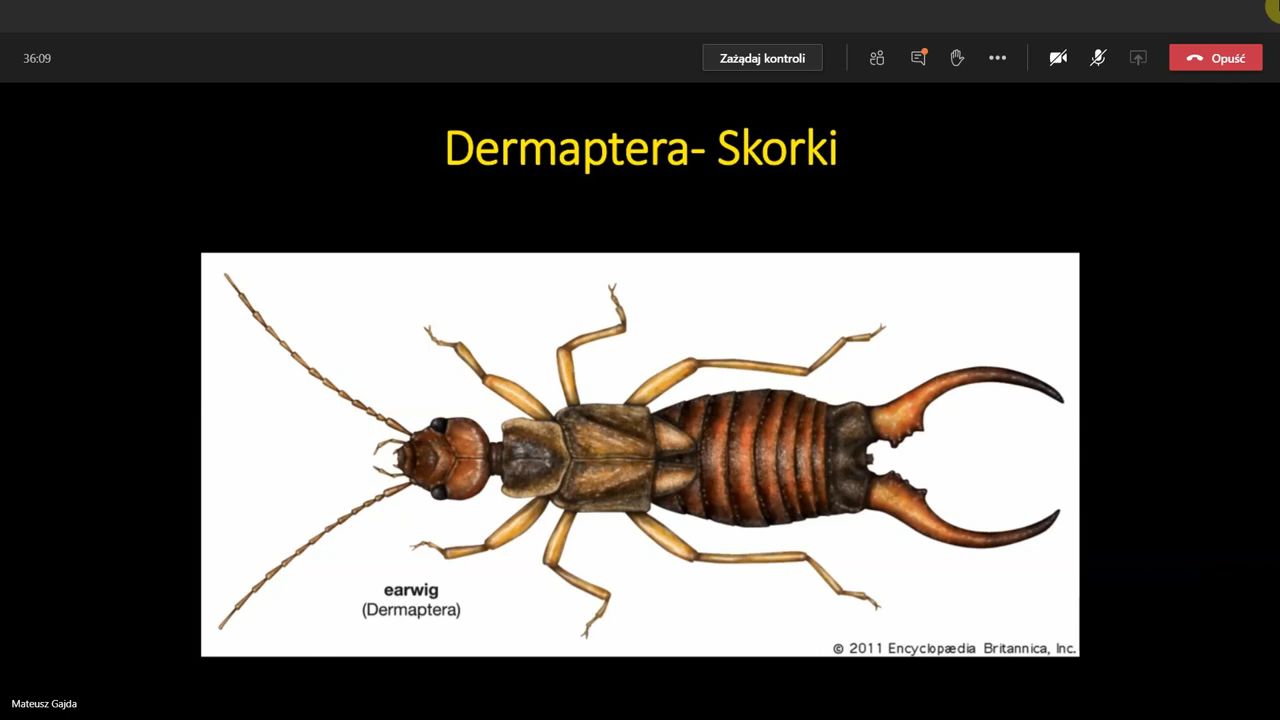 36:09
Zażądaj kontroli
Opuść
Dermaptera- Skorki
earwig
(Dermaptera)
© 2011 Encyclopædia Britannica, Inc.
Mateusz Gajda